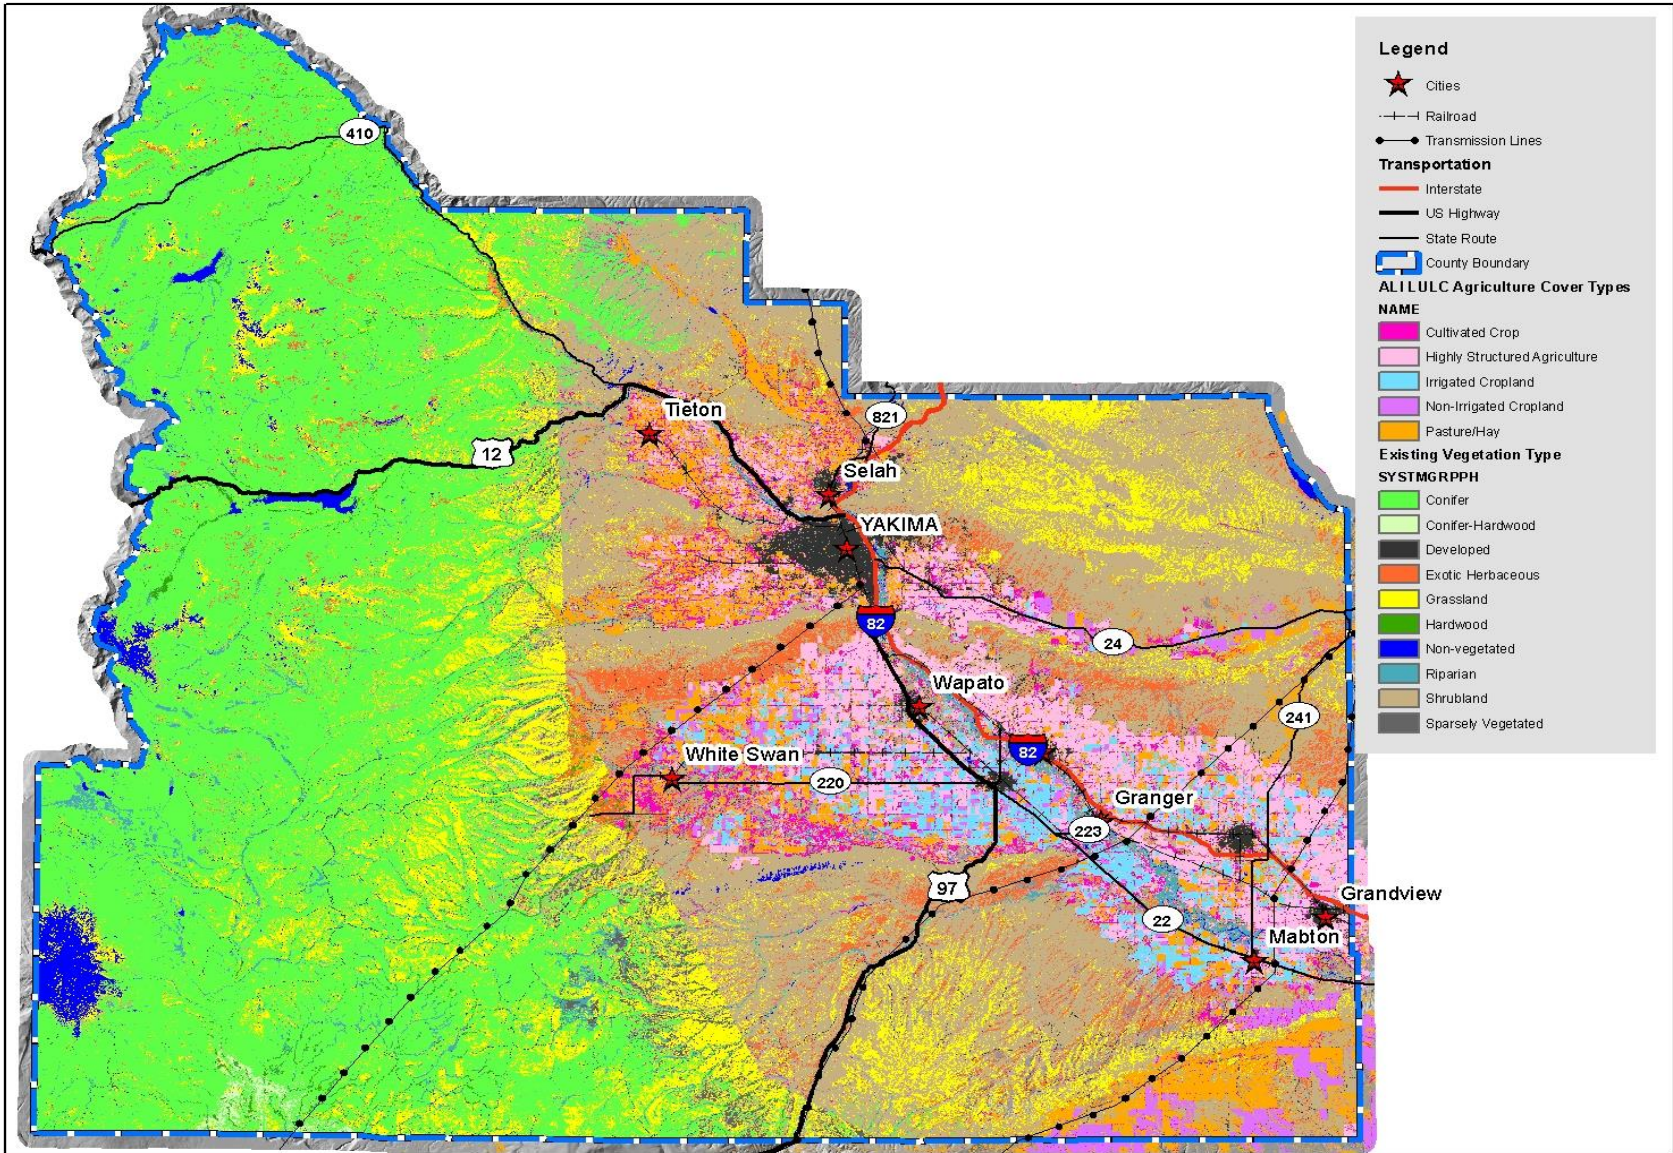 Legend
Cities
Railroad
Transmission Lines
Transportation
Interstate
US Highway
State Route
County Boundary
ALI LULC Agriculture Cover Types
NAME
Cultivated Crop
Highly Structured Agriculture
Irrigated Cropland
Non-Irrigated Cropland
Pasture/Hay
Existing Vegetation Type
SYSTMGRPPH
Conifer
Conifer-Hardwood
Developed
Exotic Herbaceous
Grassland
Hardwood
Non-vegetated
Riparian
Shrubland
Sparsely Vegetated
410
Tieton
821
12
Selah
YAKIMA
82
24
Wapato
241
82
White Swan
220
Granger
223
97
Grandview
22
Mabton